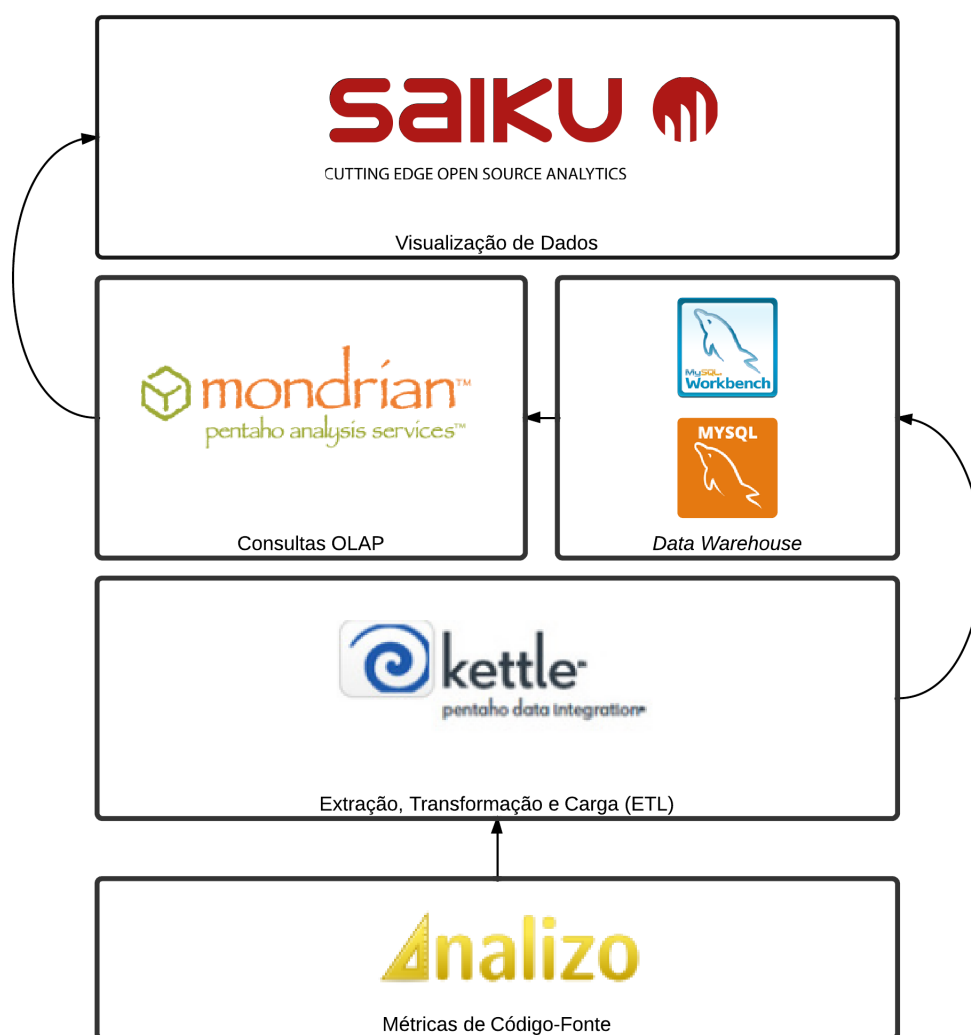 saiku
CUTTING EDGE OPEN SOURCE ANALYTICS
Visualização de Dados
mondrian™
pentaho analysis services™
Consultas OLAP
MySQL
Workbench
MYSQL
Data Warehouse
kettle
pentaho data integration
Extração, Transformação e Carga (ETL)
Analizo
Métricas de Código-Fonte